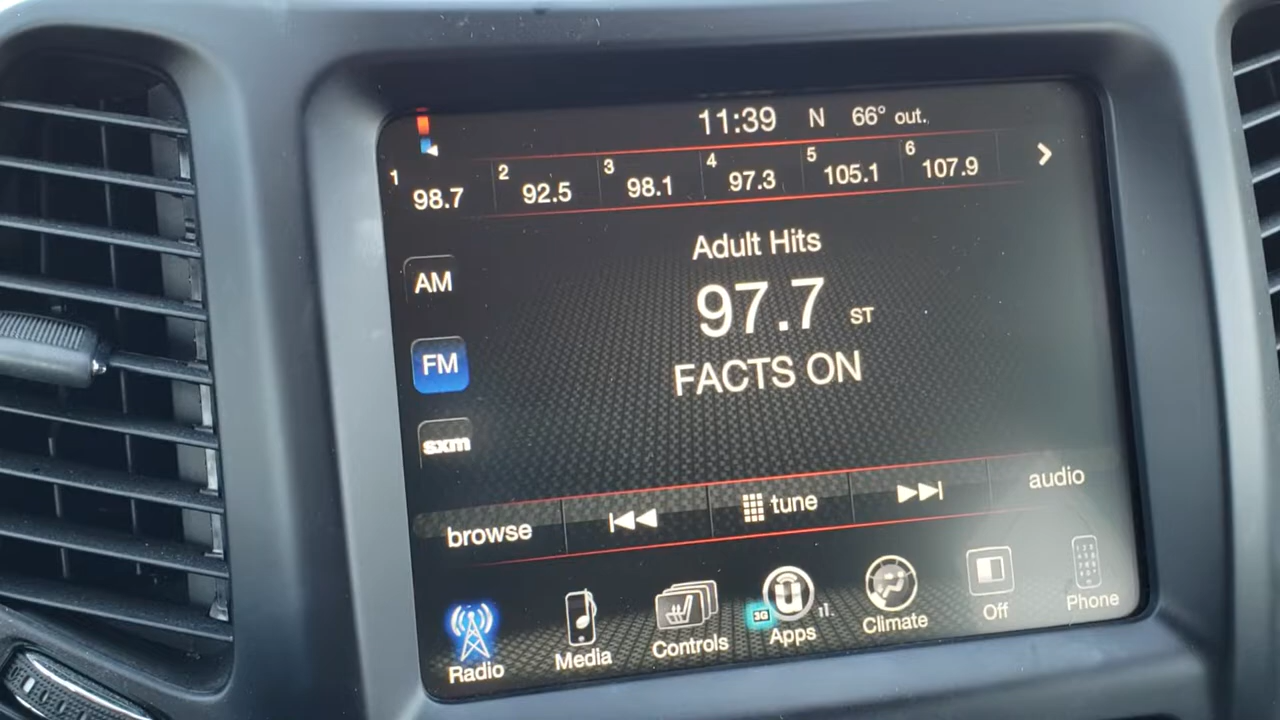 11:39 N 66° out.
1 98.7 2 92.5 3 98.1 4 97.3 5 105.1 6 107.9
Adult Hits
AM
97.7 ST
FM
FACTS ON
sxm
browse tune audio
3G
Radio Media Controls Apps Climate Off Phone